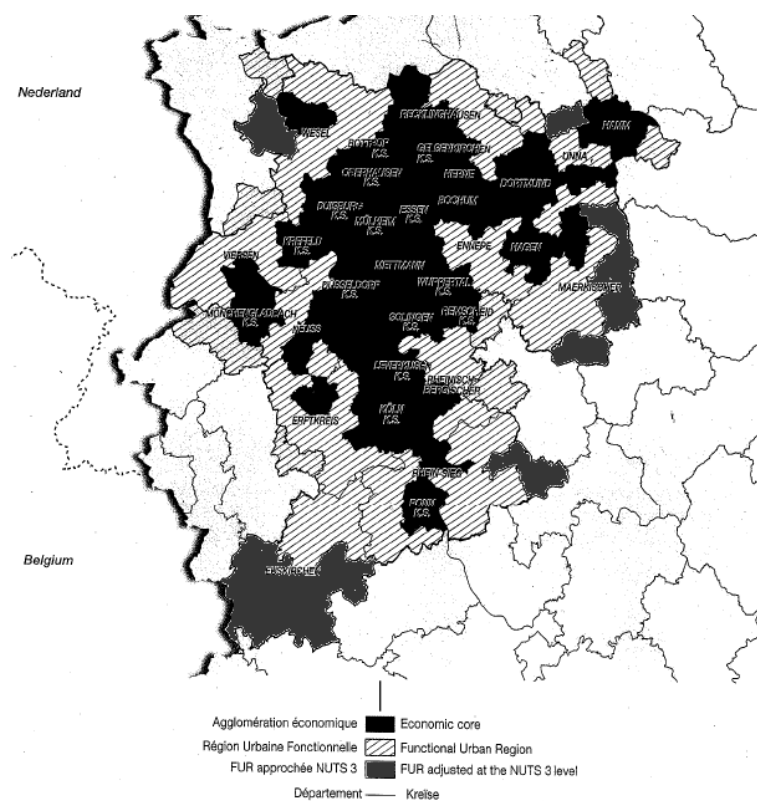 Nederland
RECKLINGHAUSEN
HAMM
WESEL
BOTTROP
K.S.
GELSENKIRCHEN
K.S.
UNNA
OBERHAUSEN
K.S.
HERNE
DORTMUND
DUISBURG
K.S.
ESSEN
K.S.
BOCHUM
MÜLHEIM
K.S.
KREFELD
K.S.
ENNEPE
HAGEN
VIERSEN
METTMANN
DUSSELDORF
K.S.
WUPPERTAL
K.S.
MAERKISCHER
MÖNCHENGLADBACH
K.S.
SOLINGEN
K.S.
REMSCHEID
K.S.
NEUSS
LEVERKUSEN
K.S.
RHEINISCH-
BERGISCHER
KÖLN
K.S.
ERFTKREIS
RHEIN-SIEG
BONN
K.S.
Belgium
EUSKIRCHEN
Agglomération économique Economic core
Région Urbaine Fonctionnelle Functional Urban Region
FUR approchée NUTS 3 FUR adjusted at the NUTS 3 level
Département Kreïse